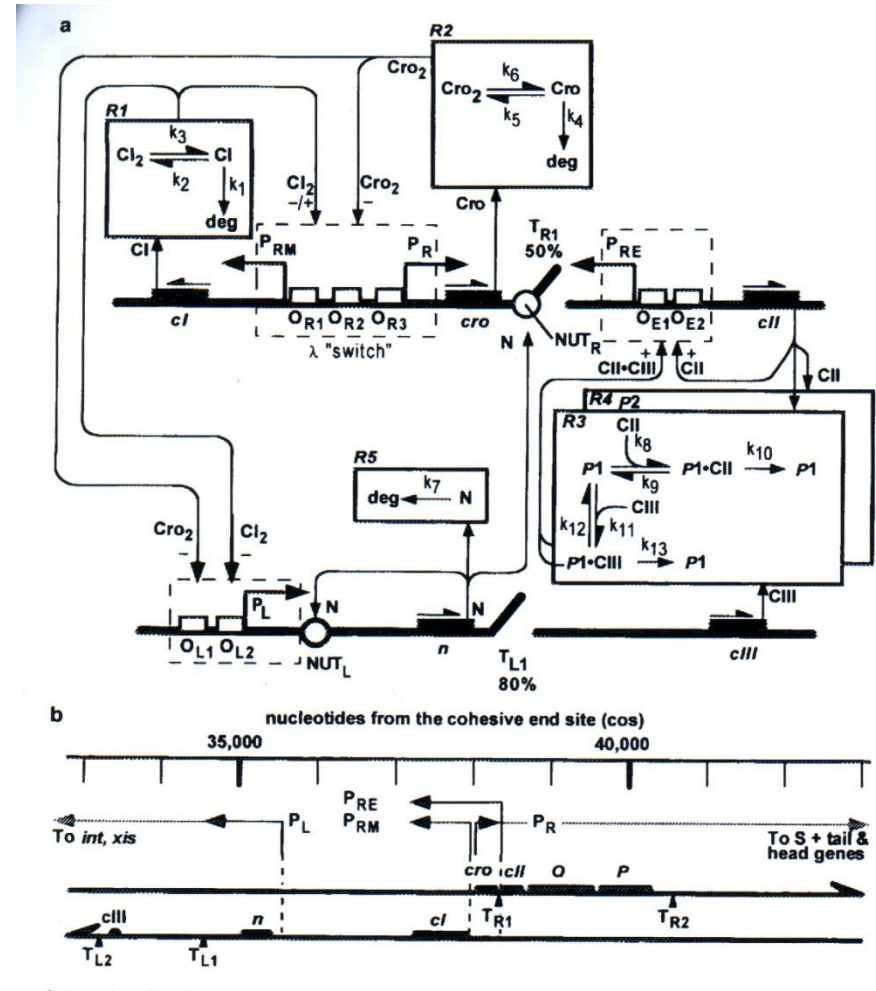 a
R2
Cro2
k6
Cro2
Cro
k5
k4
deg
R1
k3
CI2
CI
k2
k1
deg
CI2
–/+
Cro2
–
Cro
CI
PRM
PR
TR1
50%
PRE
cI
OR1
OR2
OR3
cro
NUTR
OE1
OE2
cII
λ "switch"
N
CII•CIII
+
+
CII
CII
R4
P2
R3
CII
k8
P1
P1•CII
k10
P1
k9
k12
k11
CIII
P1•CIII
k13
P1
R5
deg
k7
N
Cro2
–
CI2
–
PL
N
N
CIII
OL1
OL2
NUTL
n
TL1
80%
cIII
b
nucleotides from the cohesive end site (cos)
35,000
40,000
PRE
PL
PRM
PR
To int, xis
To S + tail &
head genes
cro
cII
O
P
TR1
TR2
cIII
n
cI
TL2
TL1